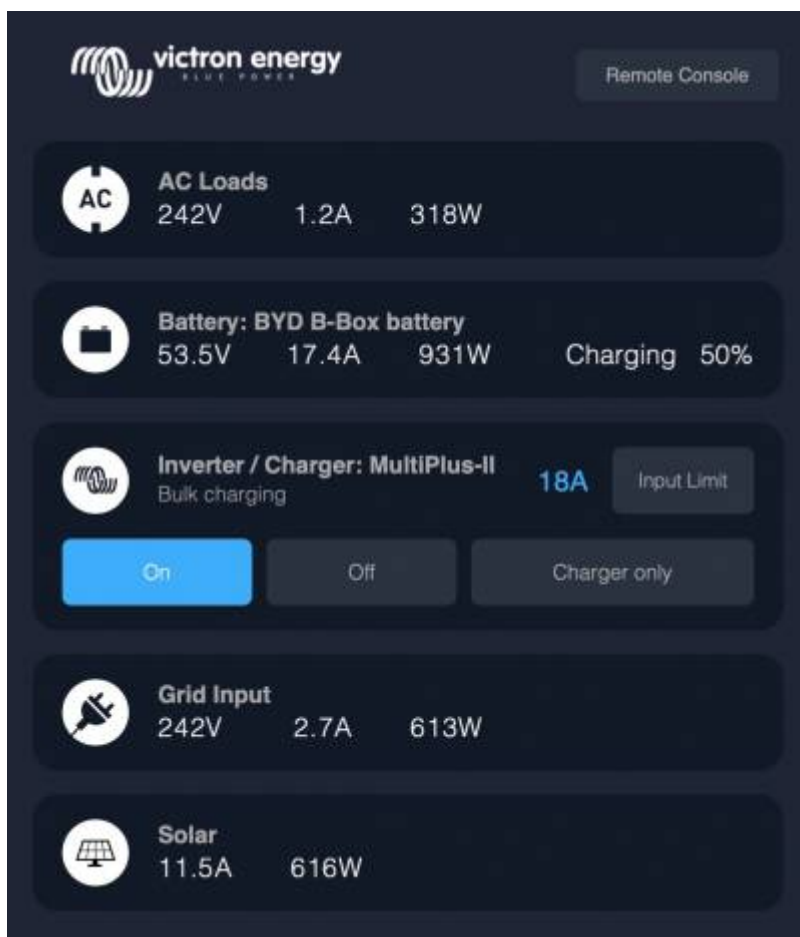 victron energy
BLUE POWER
Remote Console
AC
AC Loads
242V 1.2A 318W
Battery: BYD B-Box battery
53.5V 17.4A 931W Charging 50%
Inverter / Charger: MultiPlus-II
Bulk charging
18A Input Limit
On Off Charger only
Grid Input
242V 2.7A 613W
Solar
11.5A 616W